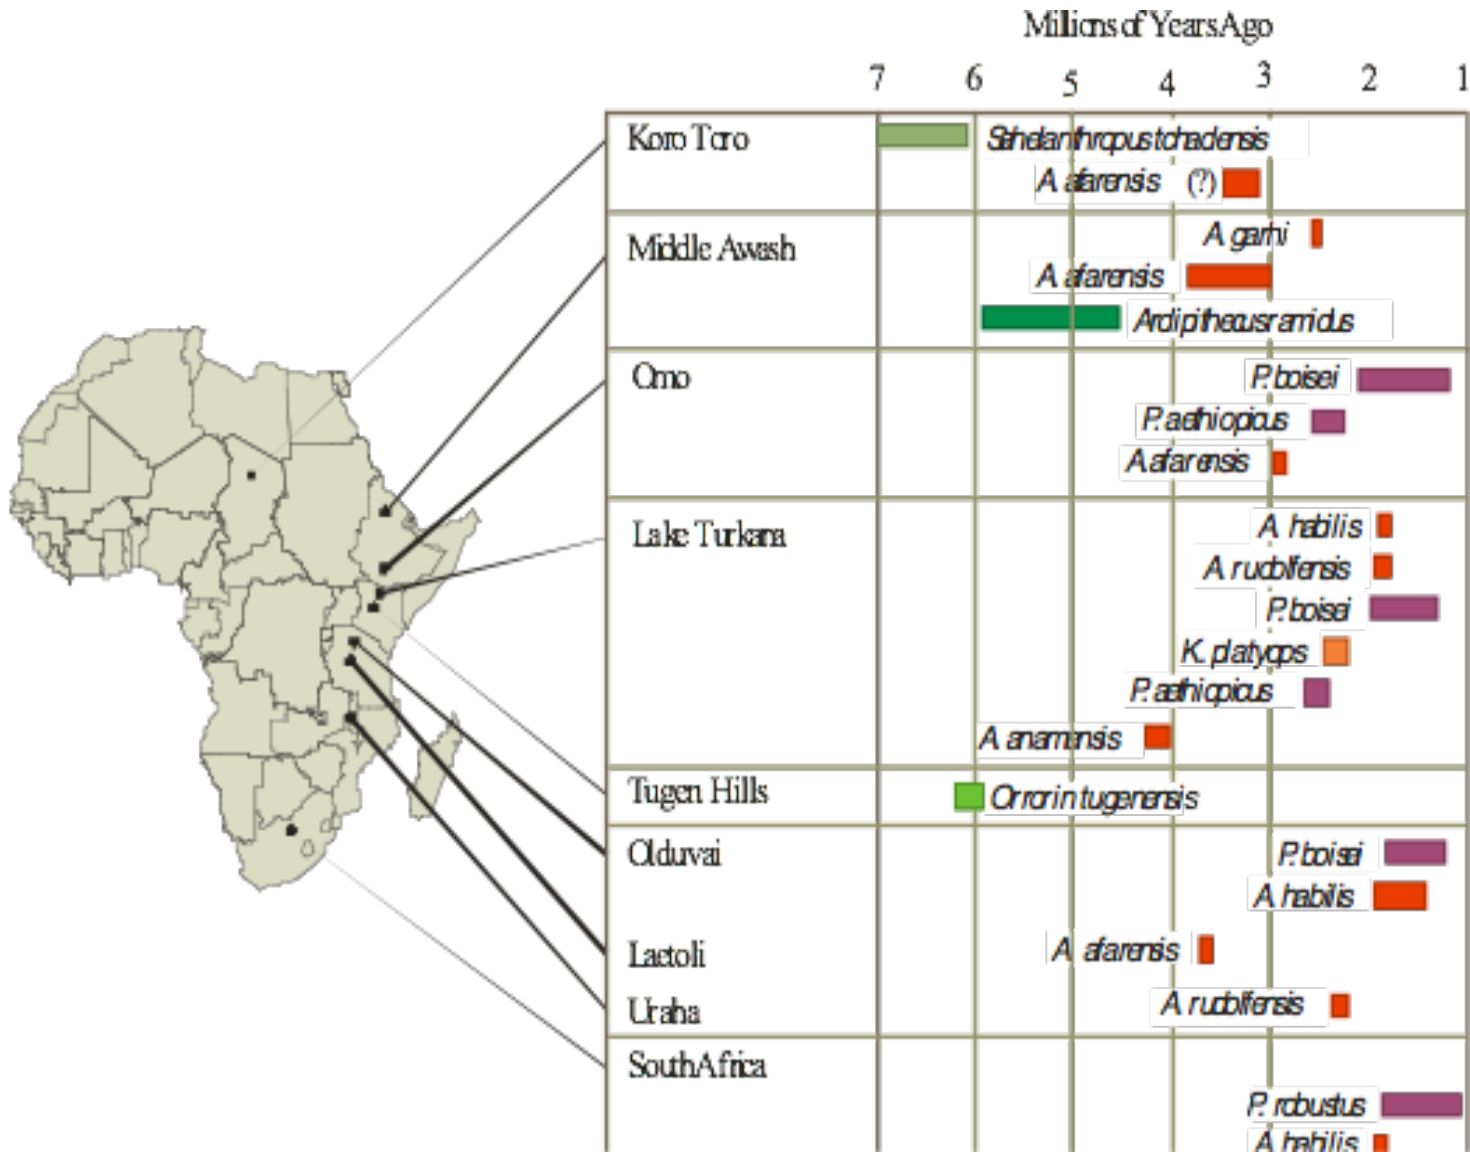 Millions of Years Ago
7 6 5 4 3 2 1
Koro Toro
Sahelanthropus tchadensis
A. afarensis (?)
Middle Awash
A. garhi
A. afarensis
Ardipithecus ramidus
Omo
P. boisei
P. aethiopicus
A. afarensis
Lake Turkana
A. habilis
A. rudolfensis
P. boisei
K. platyops
P. aethiopicus
A. anamensis
Tugen Hills
Orrorin tugenensis
Olduvai
P. boisei
A. habilis
Laetoli
A. afarensis
Uraha
A. rudolfensis
South Africa
P. robustus
A. habilis